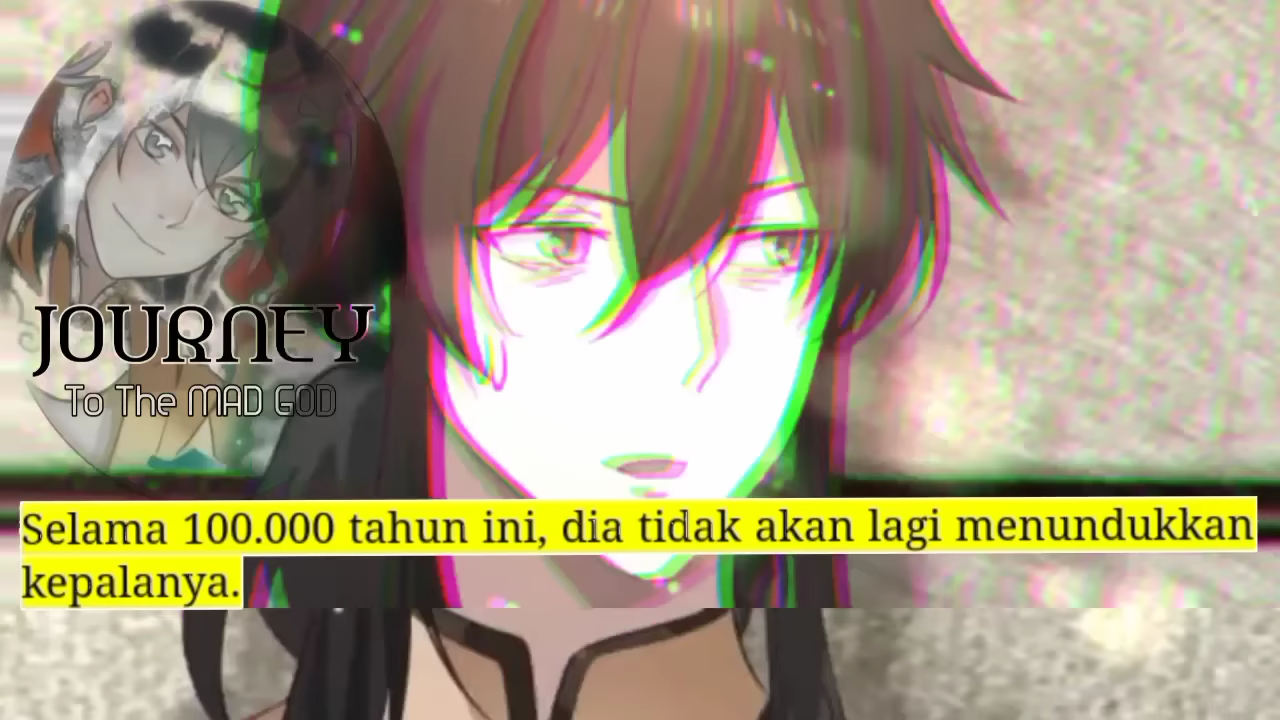 JOURNEY
To The MAD GOD
Selama 100.000 tahun ini, dia tidak akan lagi menundukkan
kepalanya.